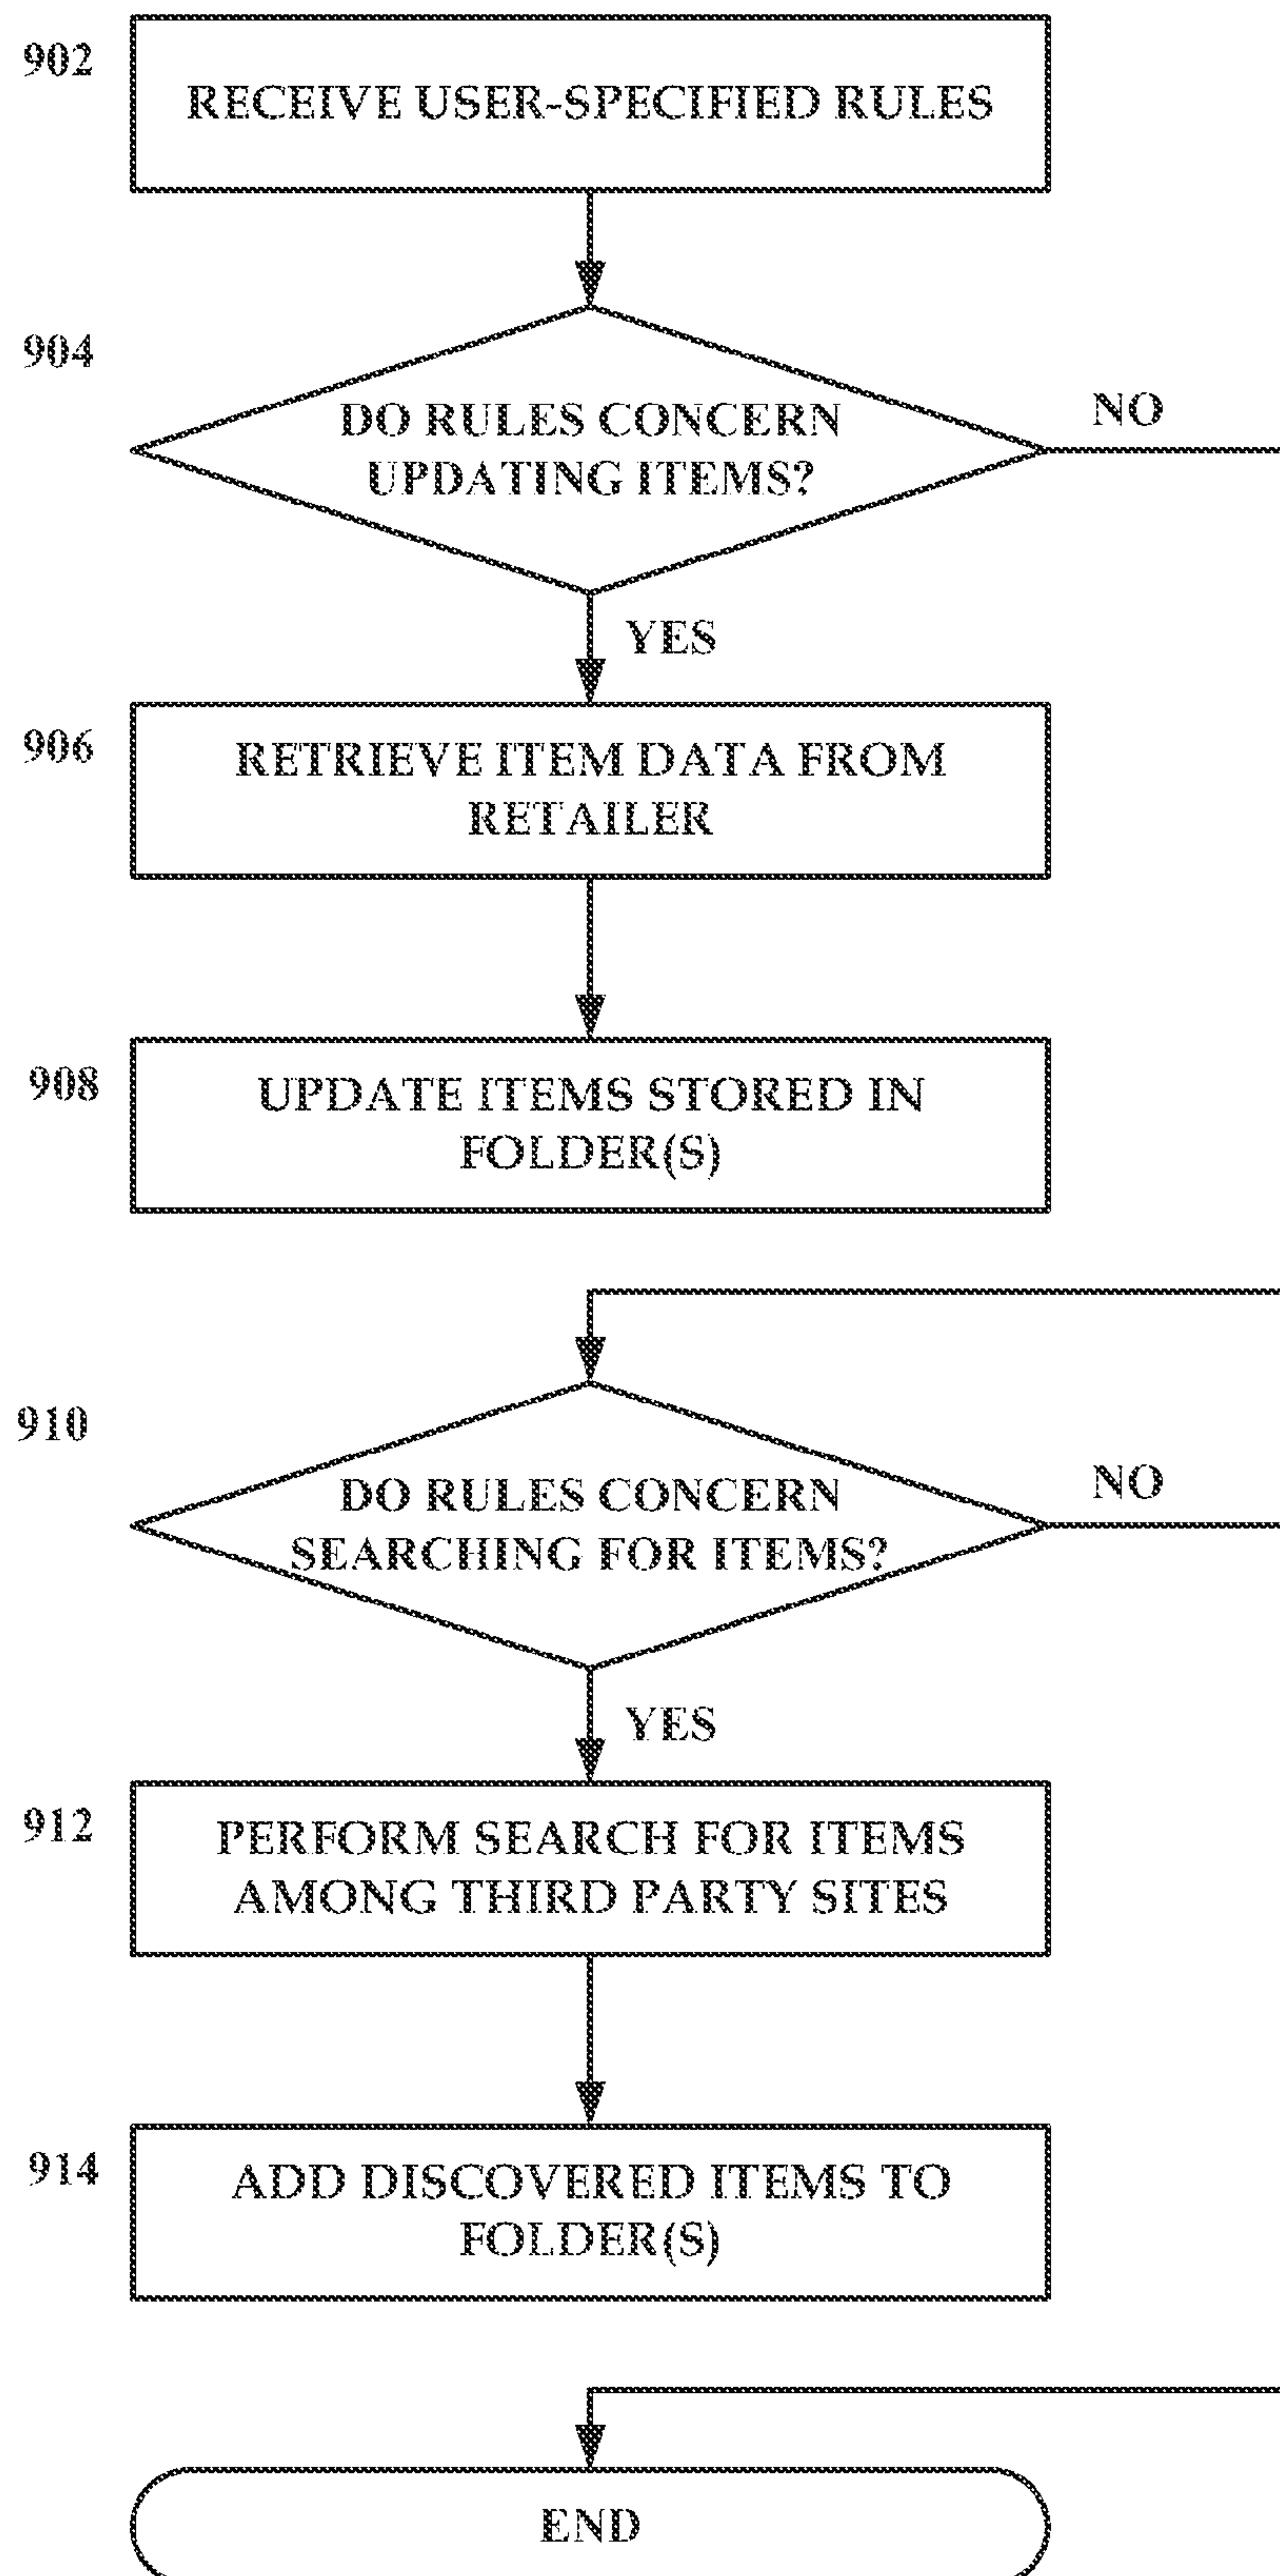 902
RECEIVE USER-SPECIFIED RULES
904
DO RULES CONCERN
UPDATING ITEMS?
NO
YES
906
RETRIEVE ITEM DATA FROM
RETAILER
908
UPDATE ITEMS STORED IN
FOLDER(S)
910
DO RULES CONCERN
SEARCHING FOR ITEMS?
NO
YES
912
PERFORM SEARCH FOR ITEMS
AMONG THIRD PARTY SITES
914
ADD DISCOVERED ITEMS TO
FOLDER(S)
END